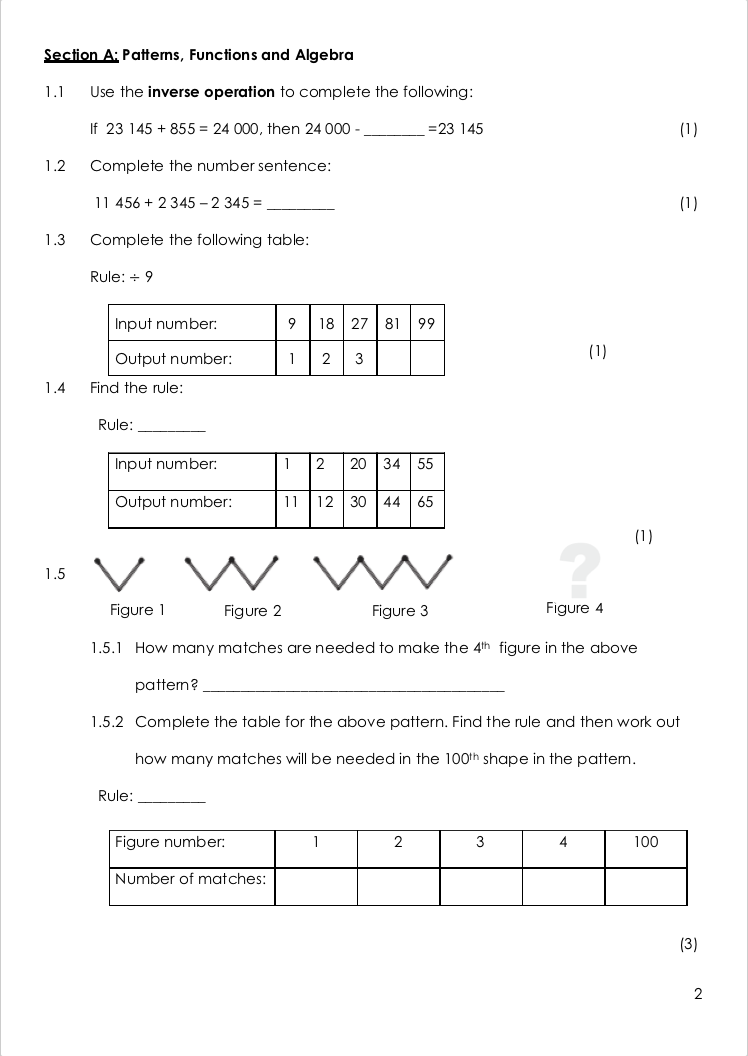 Section A: Patterns, Functions and Algebra
1.1 Use the inverse operation to complete the following:
If 23 145 + 855 = 24 000, then 24 000 - ________ =23 145 (1)
1.2 Complete the number sentence:
11 456 + 2 345 – 2 345 = _________ (1)
1.3 Complete the following table:
Rule: ÷ 9
Input number: 9 18 27 81 99
Output number: 1 2 3
(1)
1.4 Find the rule:
Rule: _________
Input number: 1 2 20 34 55
Output number: 11 12 30 44 65
(1)
1.5
?
Figure 1 Figure 2 Figure 3 Figure 4
1.5.1 How many matches are needed to make the 4th figure in the above
pattern? ________________________________________
1.5.2 Complete the table for the above pattern. Find the rule and then work out
how many matches will be needed in the 100th shape in the pattern.
Rule: _________
Figure number: 1 2 3 4 100
Number of matches:
(3)
2